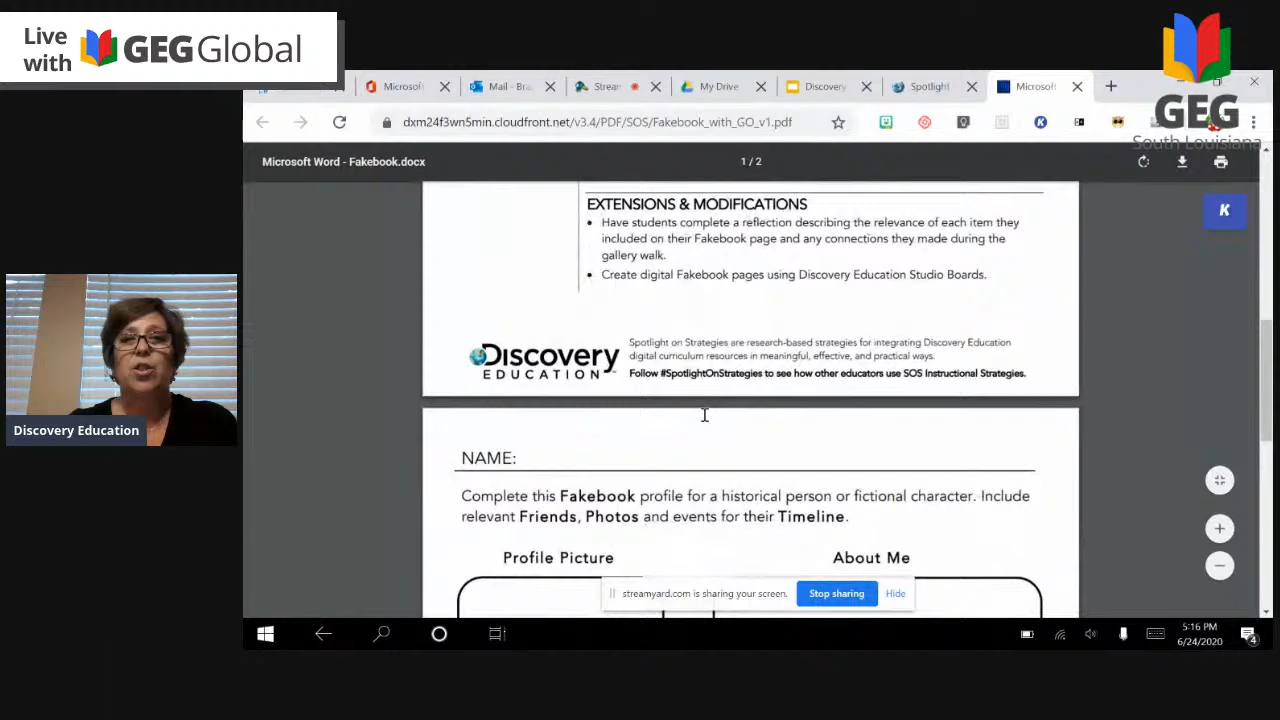 Live
with
GEG Global
GEG
South Louisiana
Microsof
Mail - Bra
Stream
My Drive
Discovery
Spotlight
Microsof
dxm24f3wn5min.cloudfront.net/v3.4/PDF/SOS/Fakebook_with_GO_v1.pdf
Microsoft Word - Fakebook.docx
1 / 2
K
EXTENSIONS & MODIFICATIONS
• Have students complete a reflection describing the relevance of each item they
included on their Fakebook page and any connections they made during the
gallery walk.
• Create digital Fakebook pages using Discovery Education Studio Boards.
Discovery
EDUCATION
Spotlight on Strategies are research-based strategies for integrating Discovery Education
digital curriculum resources in meaningful, effective, and practical ways.
Follow #SpotlightOnStrategies to see how other educators use SOS Instructional Strategies.
Discovery Education
NAME:
Complete this Fakebook profile for a historical person or fictional character. Include
relevant Friends, Photos and events for their Timeline.
Profile Picture
About Me
streamyard.com is sharing your screen.
Stop sharing
Hide
5:16 PM
6/24/2020
4